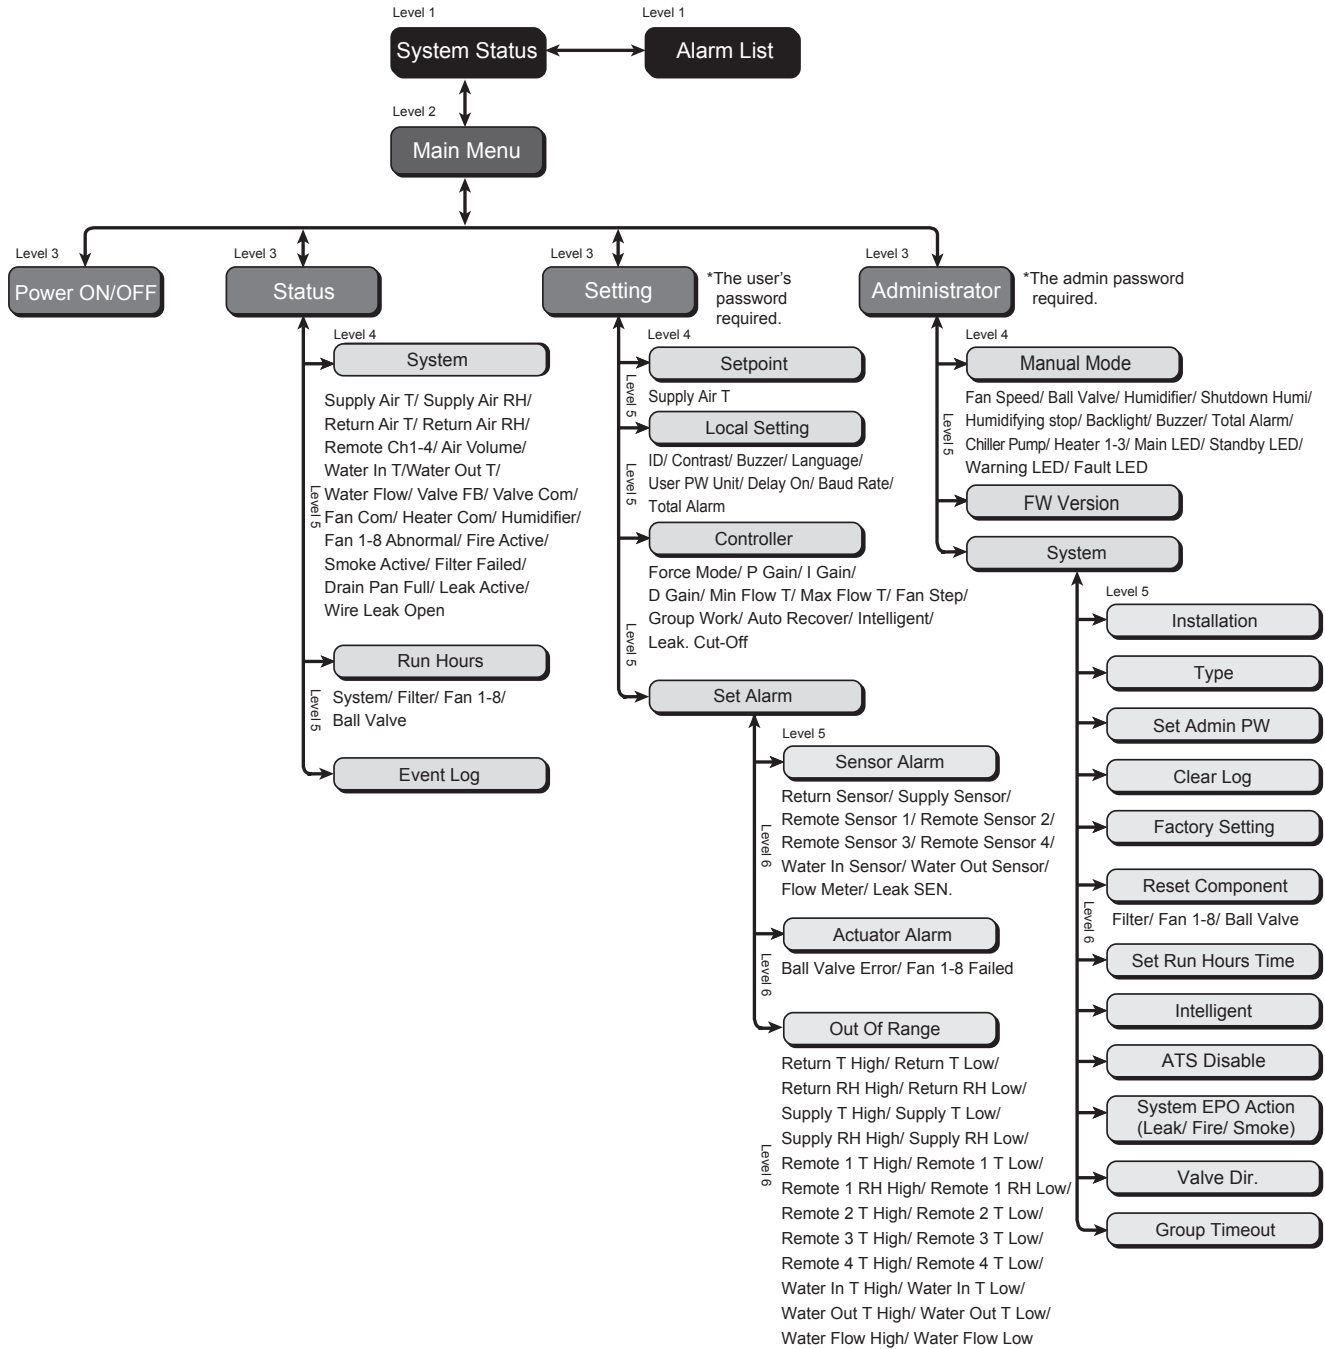 Level 1
System Status
Level 1
Alarm List
Level 2
Main Menu
Level 3
Power ON/OFF
Level 3
Status
Level 4
System
Level 5
Supply Air T/ Supply Air RH/
Return Air T/ Return Air RH/
Remote Ch1-4/ Air Volume/
Water In T/Water Out T/
Water Flow/ Valve FB/ Valve Com/
Fan Com/ Heater Com/ Humidifier/
Fan 1-8 Abnormal/ Fire Active/
Smoke Active/ Filter Failed/
Drain Pan Full/ Leak Active/
Wire Leak Open
Run Hours
Level 5
System/ Filter/ Fan 1-8/
Ball Valve
Event Log
Level 3
Setting
*The user's
password
required.
Level 4
Setpoint
Level 5
Supply Air T
Local Setting
Level 5
ID/ Contrast/ Buzzer/ Language/
User PW Unit/ Delay On/ Baud Rate/
Total Alarm
Controller
Level 5
Force Mode/ P Gain/ I Gain/
D Gain/ Min Flow T/ Max Flow T/ Fan Step/
Group Work/ Auto Recover/ Intelligent/
Leak. Cut-Off
Set Alarm
Level 5
Sensor Alarm
Level 6
Return Sensor/ Supply Sensor/
Remote Sensor 1/ Remote Sensor 2/
Remote Sensor 3/ Remote Sensor 4/
Water In Sensor/ Water Out Sensor/
Flow Meter/ Leak SEN.
Actuator Alarm
Level 6
Ball Valve Error/ Fan 1-8 Failed
Out Of Range
Level 6
Return T High/ Return T Low/
Return RH High/ Return RH Low/
Supply T High/ Supply T Low/
Supply RH High/ Supply RH Low/
Remote 1 T High/ Remote 1 T Low/
Remote 1 RH High/ Remote 1 RH Low/
Remote 2 T High/ Remote 2 T Low/
Remote 3 T High/ Remote 3 T Low/
Remote 4 T High/ Remote 4 T Low/
Water In T High/ Water In T Low/
Water Out T High/ Water Out T Low/
Water Flow High/ Water Flow Low
Level 3
Administrator
*The admin password
required.
Level 4
Manual Mode
Level 5
Fan Speed/ Ball Valve/ Humidifier/ Shutdown Humi/
Humidifying stop/ Backlight/ Buzzer/ Total Alarm/
Chiller Pump/ Heater 1-3/ Main LED/ Standby LED/
Warning LED/ Fault LED
FW Version
System
Level 5
Installation
Type
Set Admin PW
Clear Log
Factory Setting
Reset Component
Level 6
Filter/ Fan 1-8/ Ball Valve
Set Run Hours Time
Intelligent
ATS Disable
System EPO Action
(Leak/ Fire/ Smoke)
Valve Dir.
Group Timeout